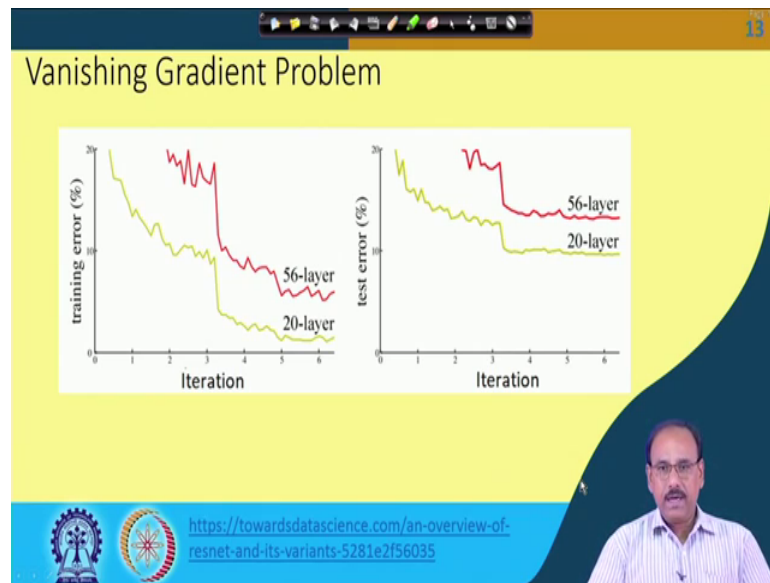 13
Vanishing Gradient Problem
20
10
0
training error (%)
56-layer
20-layer
0 1 2 3 4 5 6
Iteration
20
10
0
test error (%)
56-layer
20-layer
0 1 2 3 4 5 6
Iteration
https://towardsdatascience.com/an-overview-of-
resnet-and-its-variants-5281e2f56035